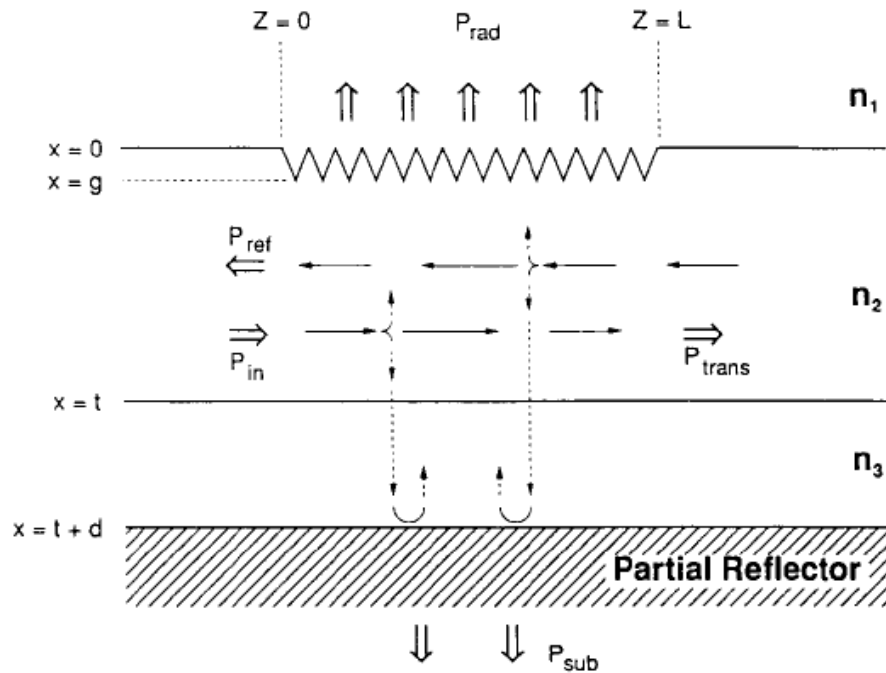 Z = 0
P_rad
Z = L
n_1
x = 0
x = g
P_ref
n_2
P_in
P_trans
x = t
n_3
x = t + d
Partial Reflector
P_sub